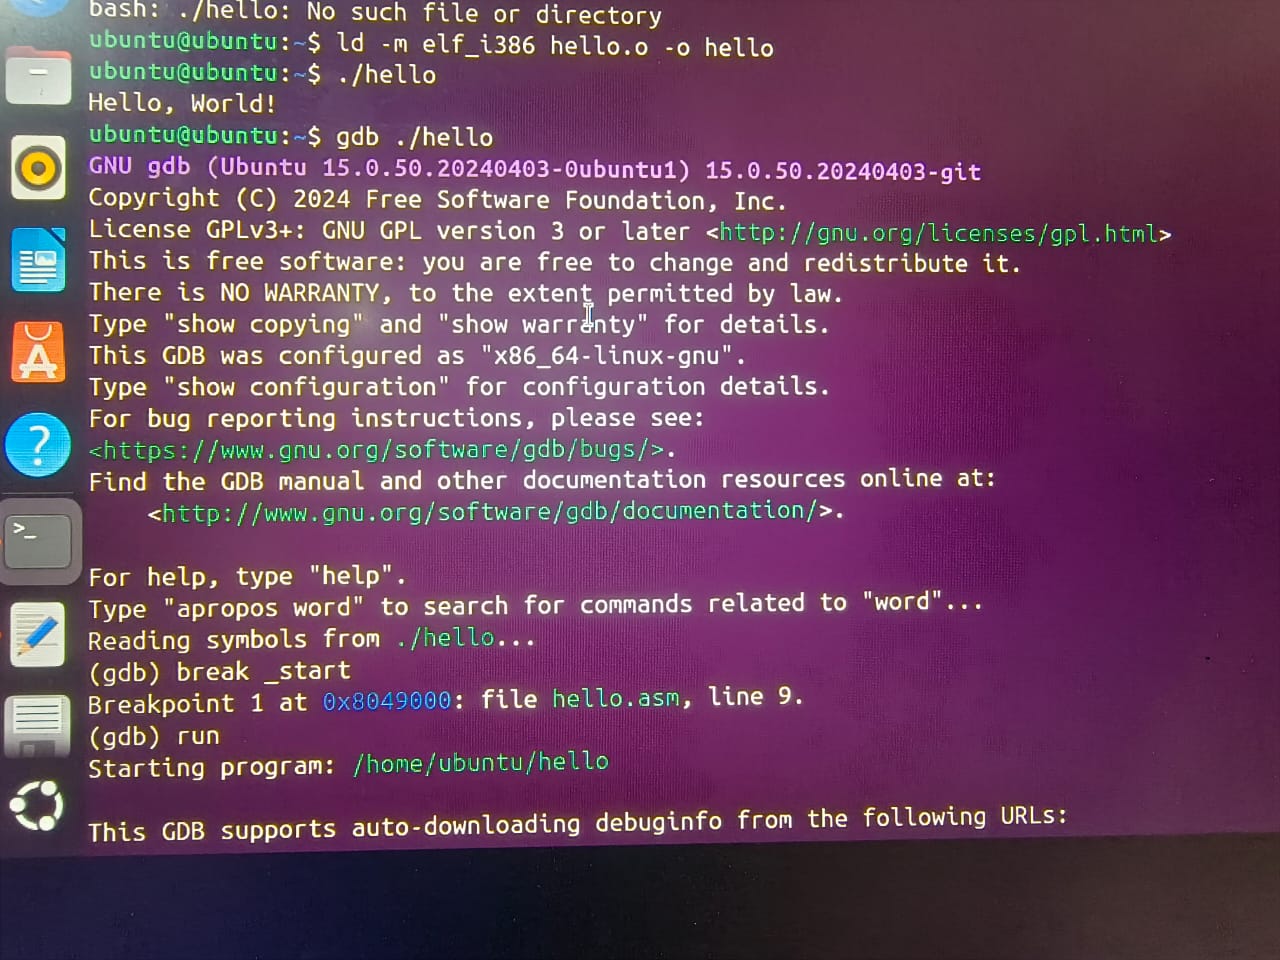 bash: ./hello: No such file or directory
ubuntu@ubuntu:~$ ld -m elf_i386 hello.o -o hello
ubuntu@ubuntu:~$ ./hello
Hello, World!
ubuntu@ubuntu:~$ gdb ./hello
GNU gdb (Ubuntu 15.0.50.20240403-0ubuntu1) 15.0.50.20240403-git
Copyright (C) 2024 Free Software Foundation, Inc.
License GPLv3+: GNU GPL version 3 or later <http://gnu.org/licenses/gpl.html>
This is free software: you are free to change and redistribute it.
There is NO WARRANTY, to the extent permitted by law.
Type "show copying" and "show warranty" for details.
This GDB was configured as "x86_64-linux-gnu".
Type "show configuration" for configuration details.
For bug reporting instructions, please see:
<https://www.gnu.org/software/gdb/bugs/>.
Find the GDB manual and other documentation resources online at:
<http://www.gnu.org/software/gdb/documentation/>.
For help, type "help".
Type "apropos word" to search for commands related to "word"...
Reading symbols from ./hello...
(gdb) break _start
Breakpoint 1 at 0x8049000: file hello.asm, line 9.
(gdb) run
Starting program: /home/ubuntu/hello
This GDB supports auto-downloading debuginfo from the following URLs: